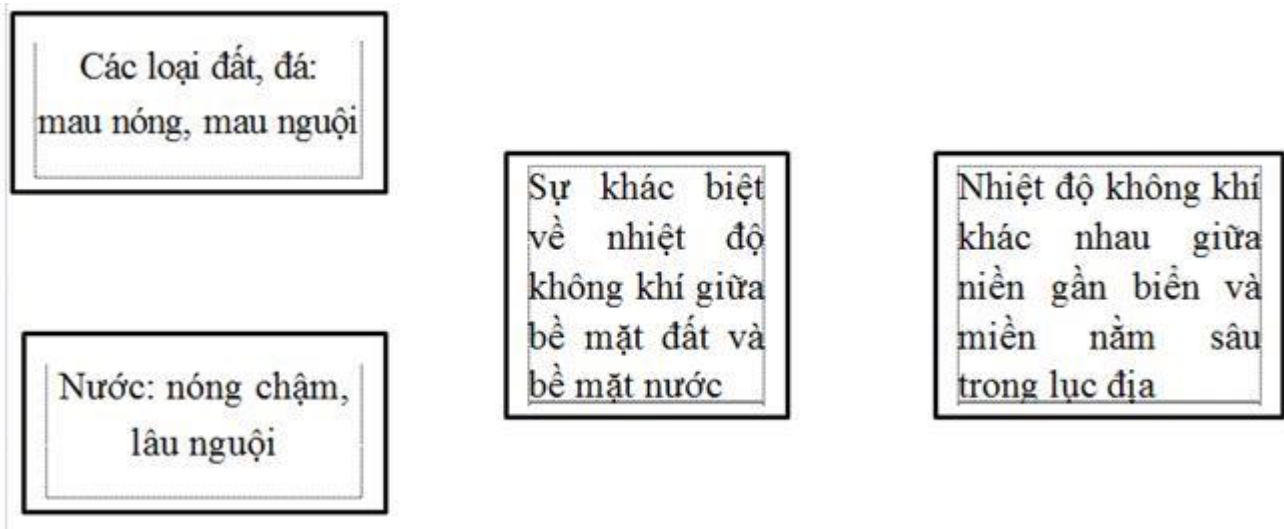 Các loại đất, đá:
mau nóng, mau nguội
Nước: nóng chậm,
lâu nguội
Sự khác biệt
về nhiệt độ
không khí giữa
bề mặt đất và
bề mặt nước
Nhiệt độ không khí
khác nhau giữa
niền gần biển và
miền nằm sâu
trong lục địa